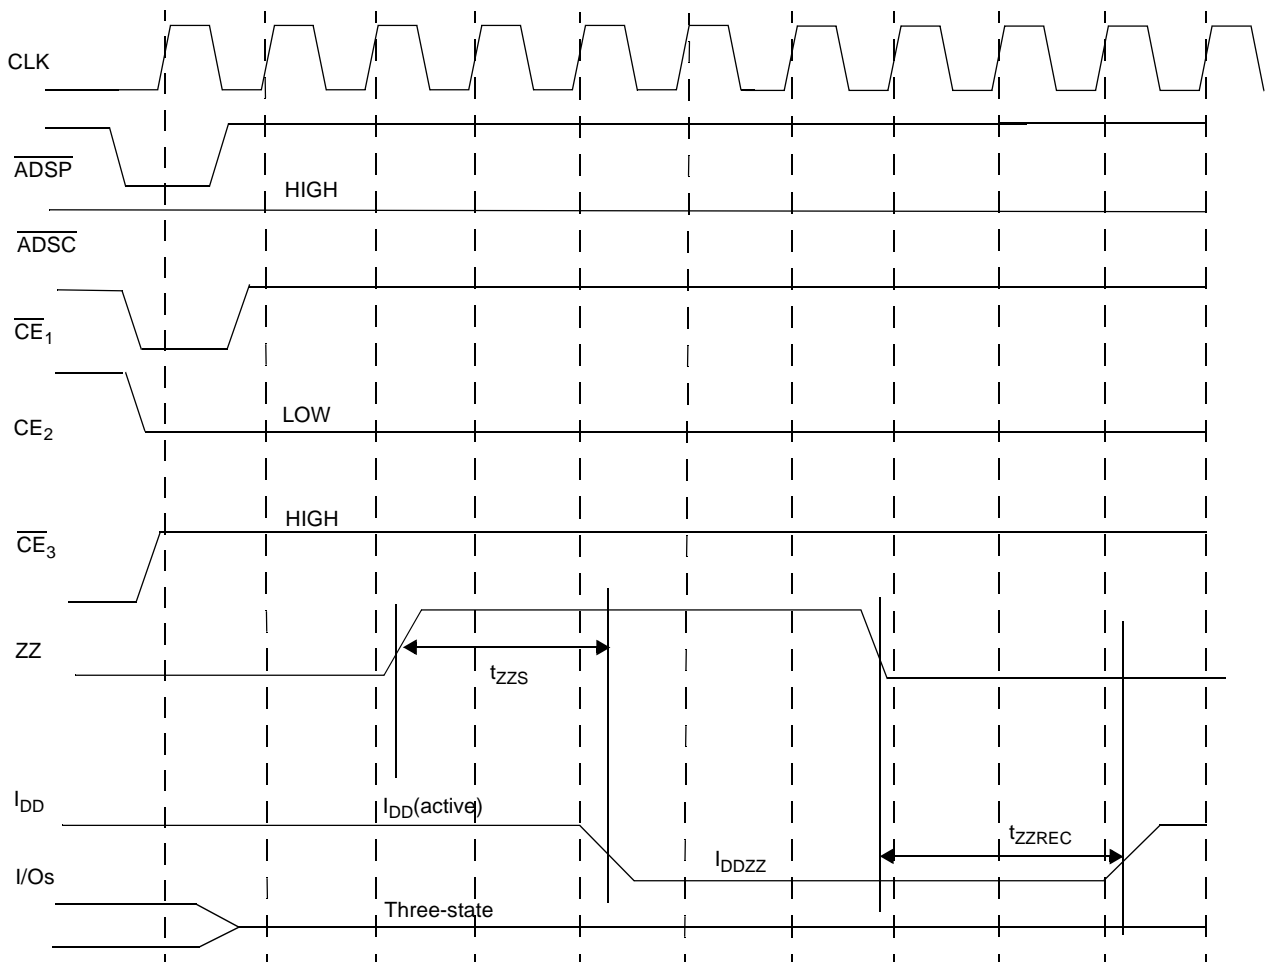 CLK
ADSP
HIGH
ADSC
CE1
LOW
CE2
HIGH
CE3
ZZ
tZZS
IDD
IDD(active)
tZZREC
IDDZZ
I/Os
Three-state